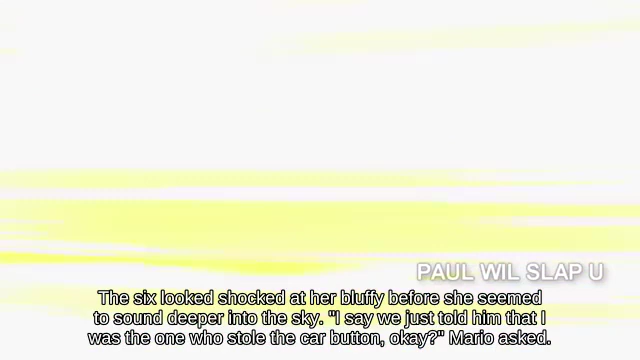 PAUL WIL SLAP U
The six looked shocked at her bluffy before she seemed
to sound deeper into the sky. "I say we just told him that I
was the one who stole the car button, okay?" Mario asked.